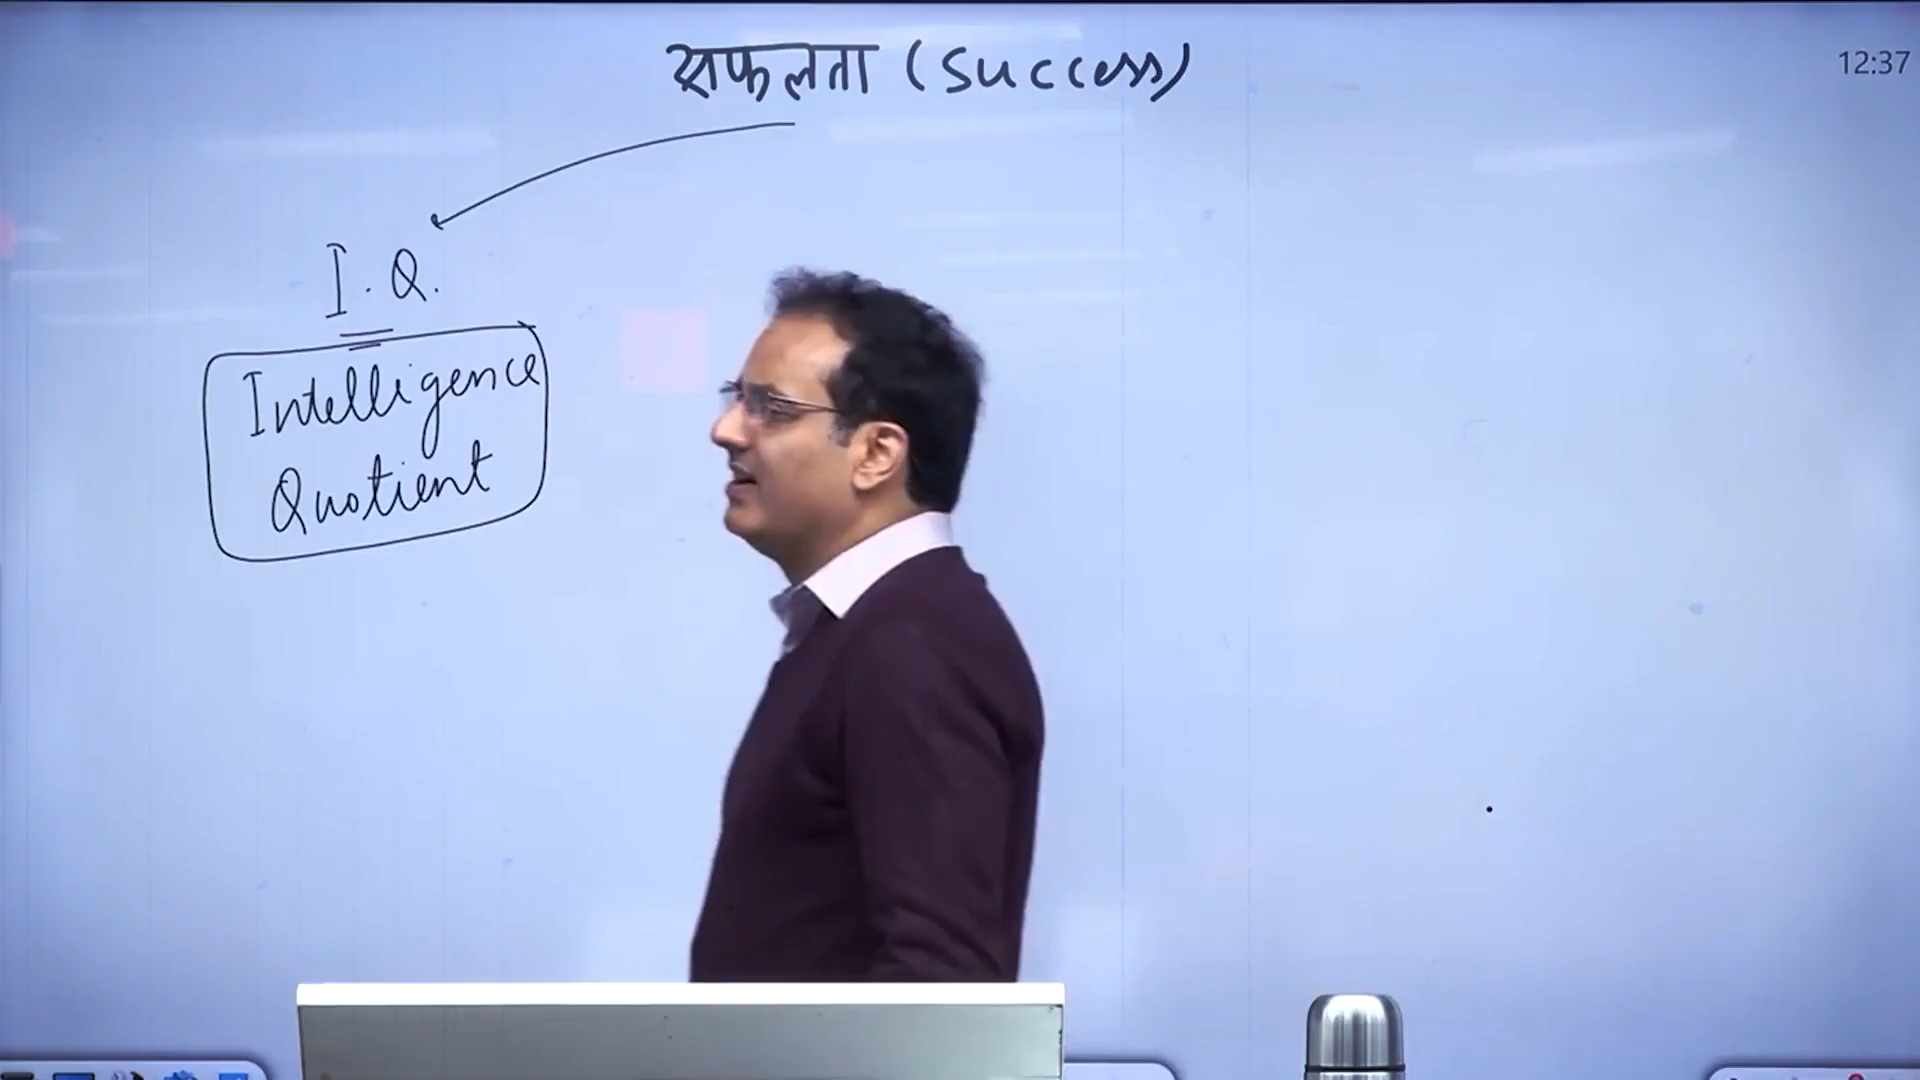 सफलता (Success)
12:37
I.Q.
Intelligence
Quotient